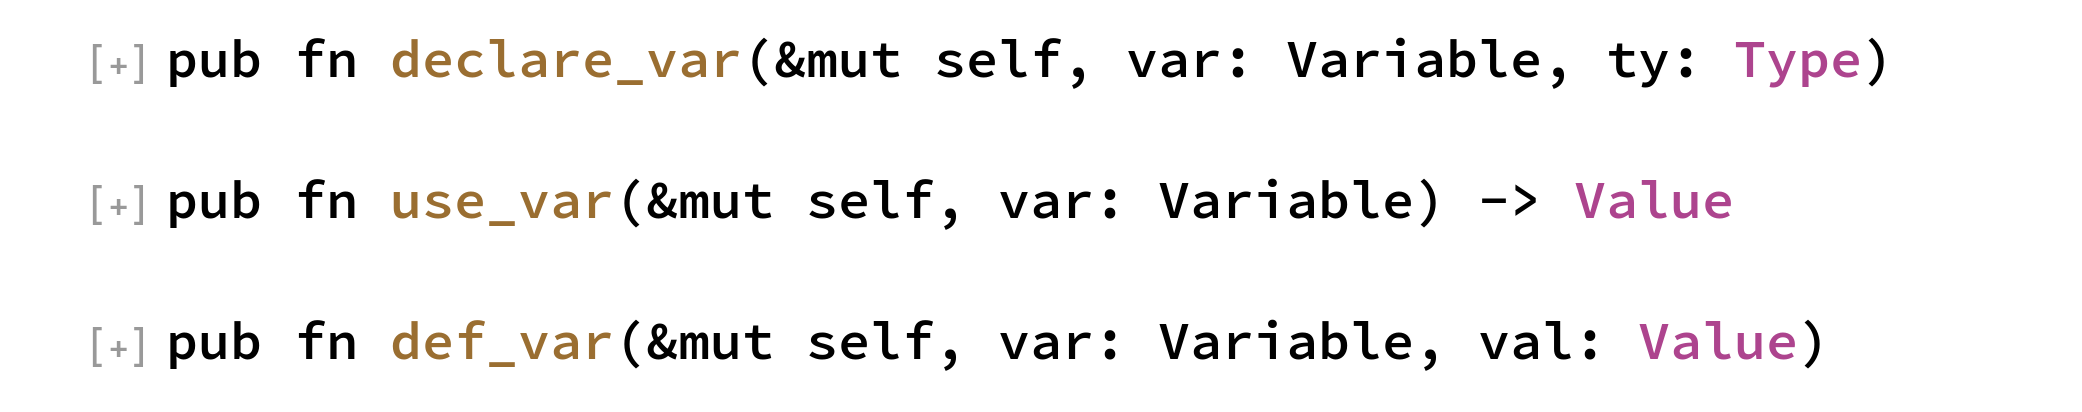 [+] pub fn declare_var(&mut self, var: Variable, ty: Type)
[+] pub fn use_var(&mut self, var: Variable) -> Value
[+] pub fn def_var(&mut self, var: Variable, val: Value)